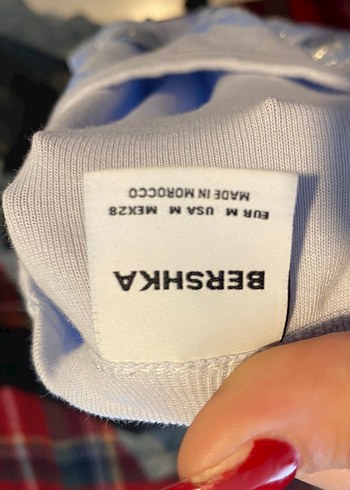 BERSHKA
EUR M USA M MEX28
MADE IN MOROCCO